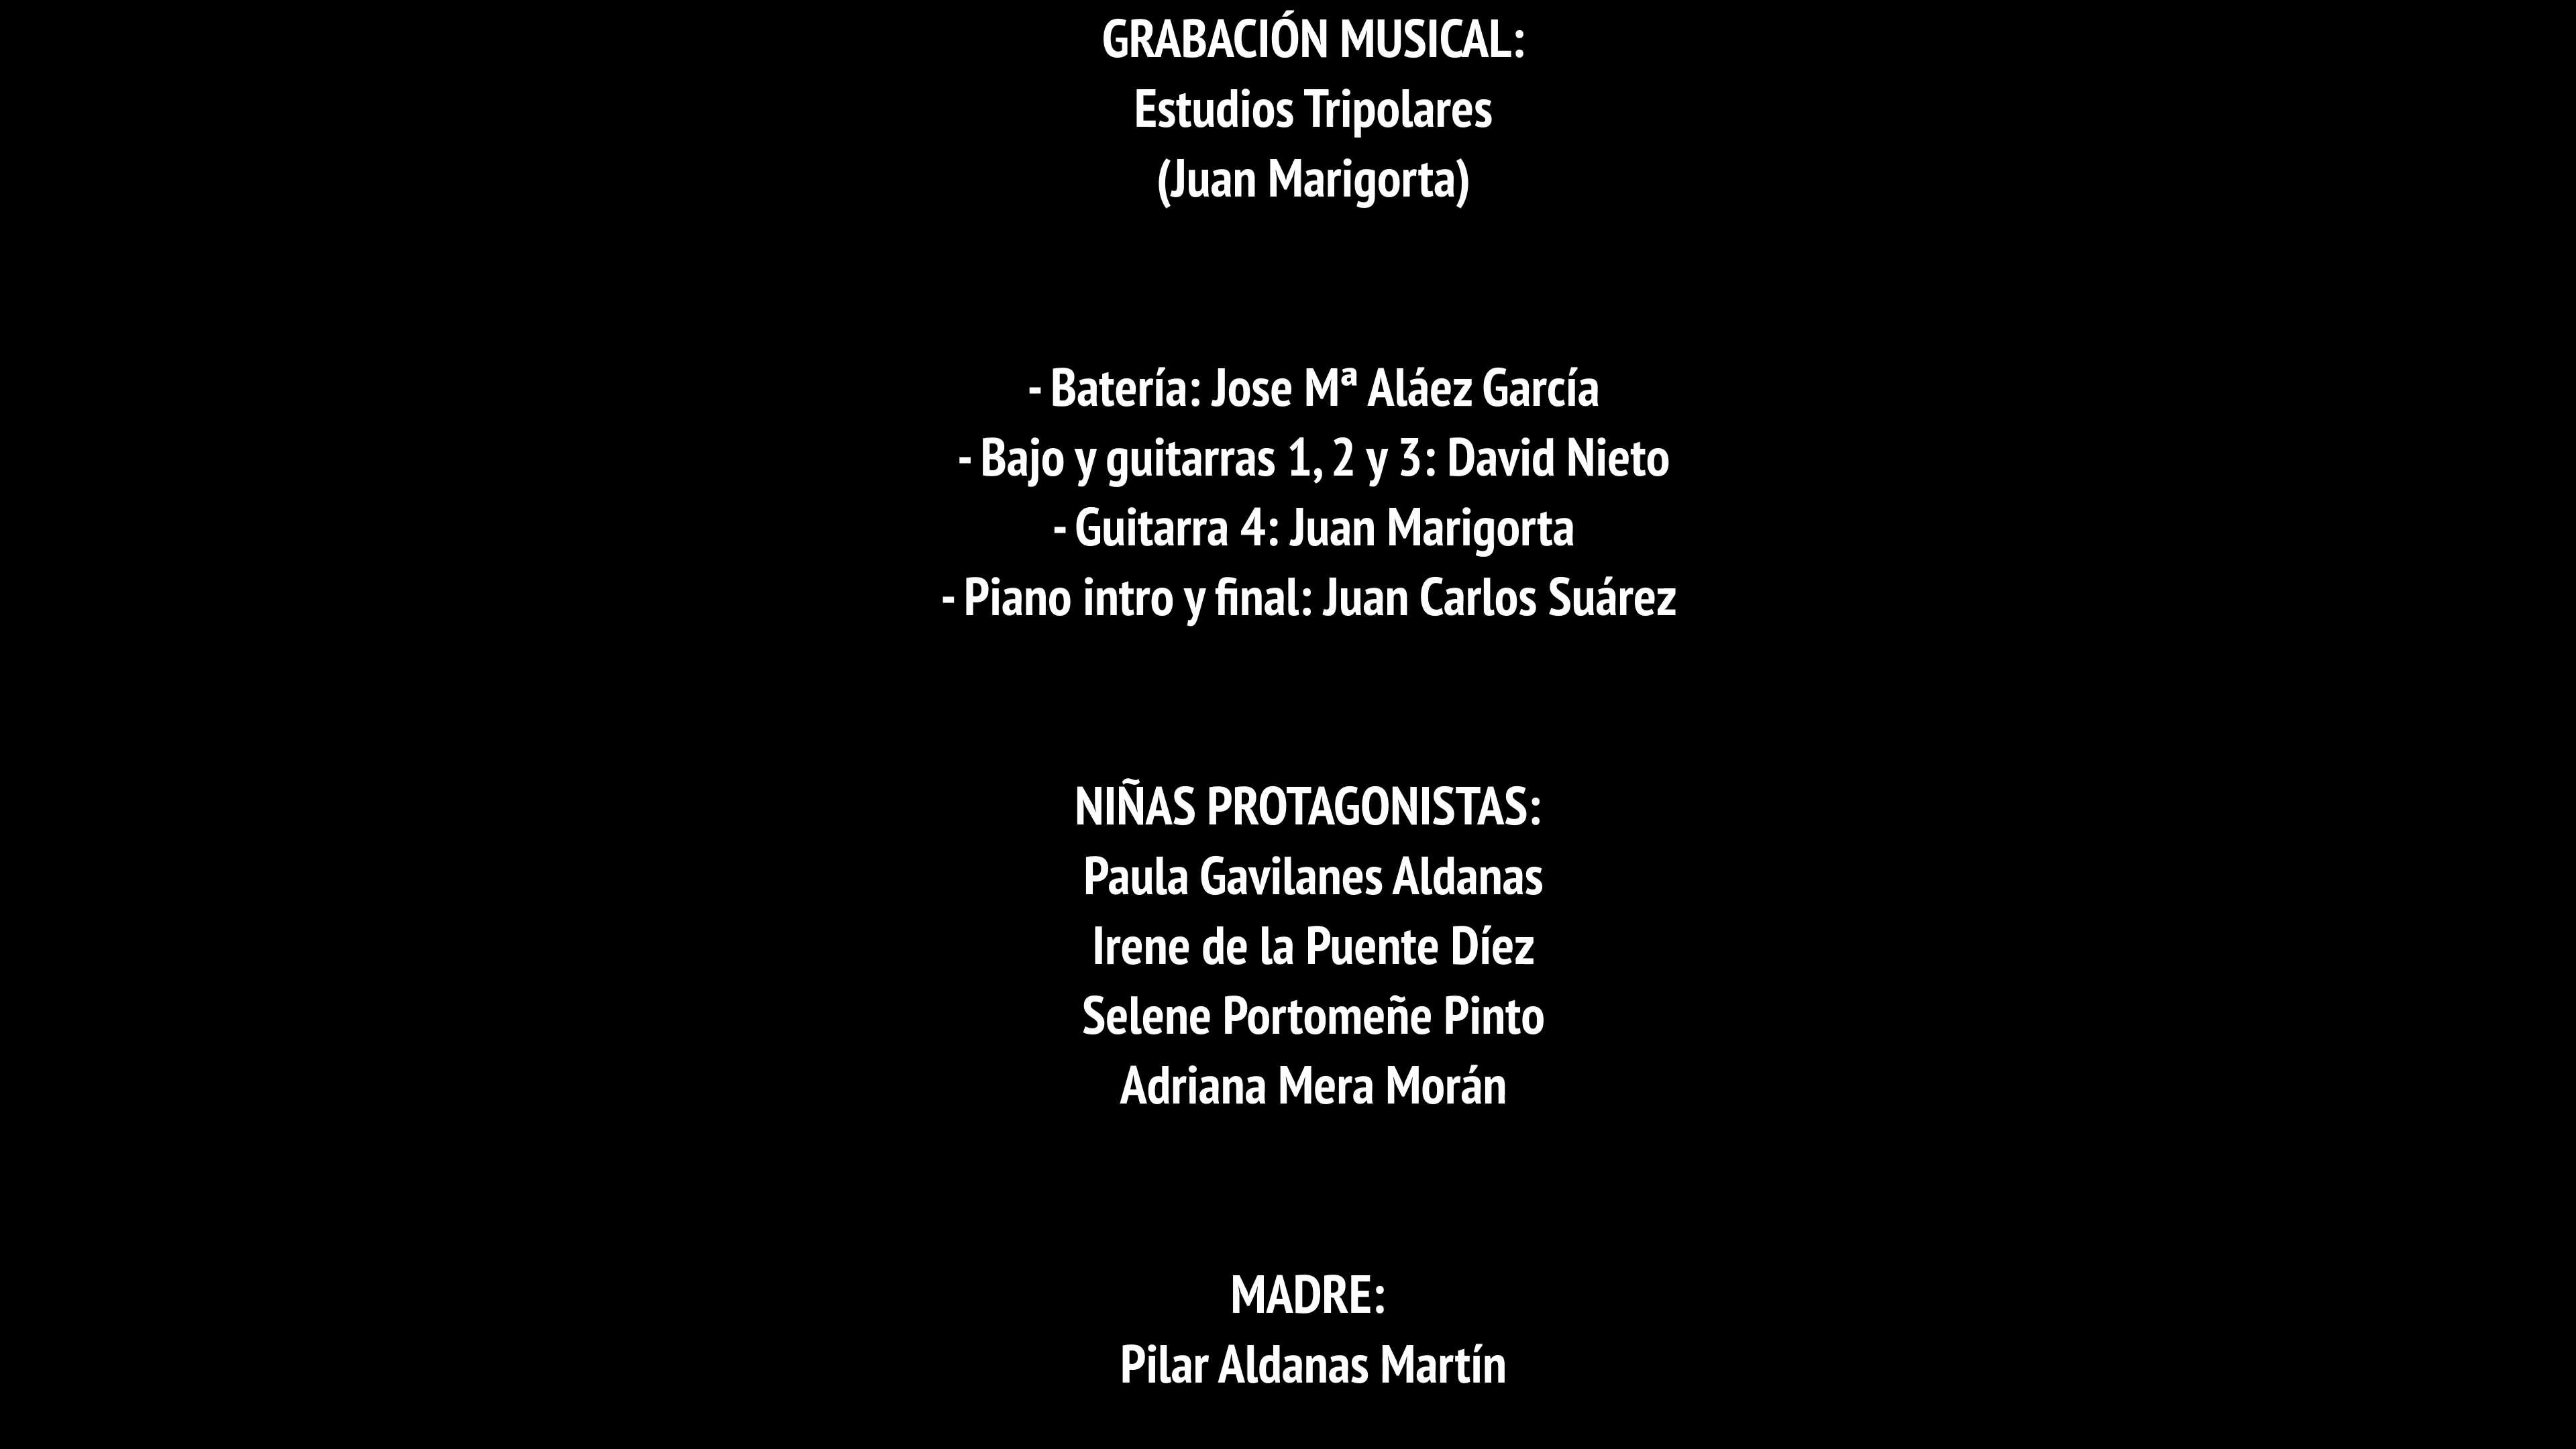 GRABACIÓN MUSICAL:
Estudios Tripolares
(Juan Marigorta)
- Batería: Jose Mª Aláez García
- Bajo y guitarras 1, 2 y 3: David Nieto
- Guitarra 4: Juan Marigorta
- Piano intro y final: Juan Carlos Suárez
NIÑAS PROTAGONISTAS:
Paula Gavilanes Aldanas
Irene de la Puente Díez
Selene Portomeñe Pinto
Adriana Mera Morán
MADRE:
Pilar Aldanas Martín